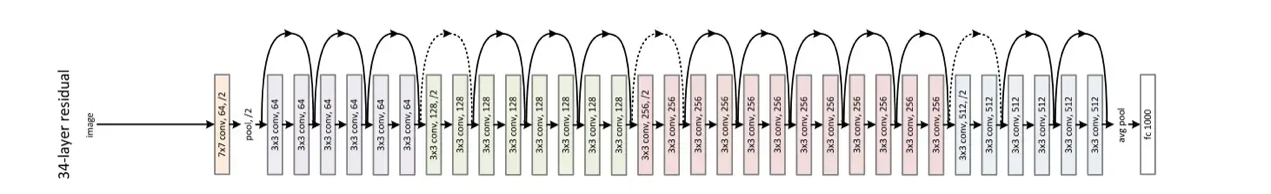 34-layer residual
image
7x7 conv, 64, /2
pool, /2
3x3 conv, 64
3x3 conv, 64
3x3 conv, 64
3x3 conv, 64
3x3 conv, 64
3x3 conv, 64
3x3 conv, 128, /2
3x3 conv, 128
3x3 conv, 128
3x3 conv, 128
3x3 conv, 128
3x3 conv, 128
3x3 conv, 128
3x3 conv, 128
3x3 conv, 256, /2
3x3 conv, 256
3x3 conv, 256
3x3 conv, 256
3x3 conv, 256
3x3 conv, 256
3x3 conv, 256
3x3 conv, 256
3x3 conv, 256
3x3 conv, 256
3x3 conv, 256
3x3 conv, 256
3x3 conv, 512, /2
3x3 conv, 512
3x3 conv, 512
3x3 conv, 512
3x3 conv, 512
3x3 conv, 512
avg pool
fc 1000